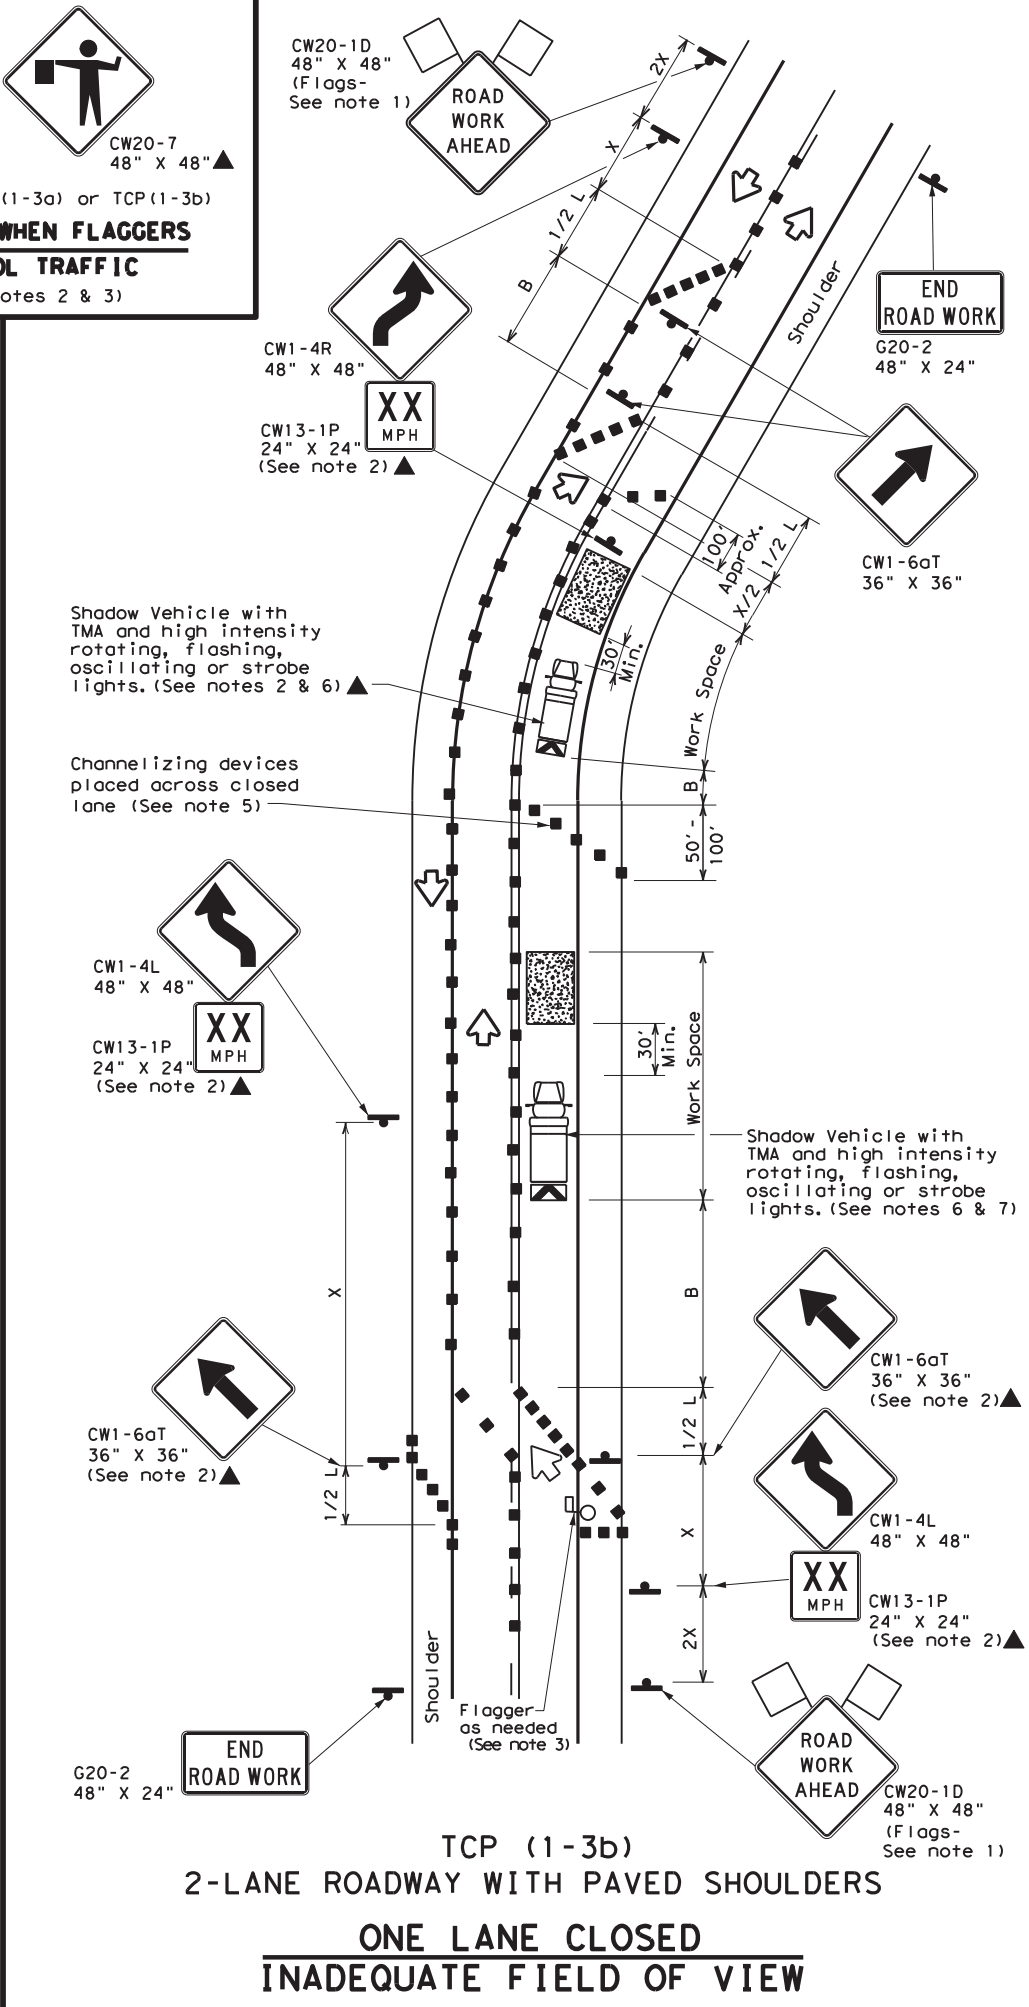 CW20-7
48" X 48"
(1-3a) or TCP(1-3b)
WHEN FLAGGERS
OL TRAFFIC
otes 2 & 3)
CW20-1D
48" X 48"
(Flags-
See note 1)
ROAD
WORK
AHEAD
2X
X
1/2 L
B
CW1-4R
48" X 48"
XX
MPH
CW13-1P
24" X 24"
(See note 2)
Shoulder
END
ROAD WORK
G20-2
48" X 24"
CW1-6aT
36" X 36"
100'
Approx.
1/2 L
X/2
30'
Min.
Work Space
B
50' -
100'
Shadow Vehicle with
TMA and high intensity
rotating, flashing,
oscillating or strobe
lights. (See notes 2 & 6)
Channelizing devices
placed across closed
lane (See note 5)
CW1-4L
48" X 48"
XX
MPH
CW13-1P
24" X 24"
(See note 2)
30'
Min.
Work Space
Shadow Vehicle with
TMA and high intensity
rotating, flashing,
oscillating or strobe
lights. (See notes 6 & 7)
X
B
CW1-6aT
36" X 36"
(See note 2)
1/2 L
CW1-6aT
36" X 36"
(See note 2)
1/2 L
X
CW1-4L
48" X 48"
XX
MPH
CW13-1P
24" X 24"
(See note 2)
2X
Shoulder
Flagger
as needed
(See note 3)
END
ROAD WORK
G20-2
48" X 24"
ROAD
WORK
AHEAD
CW20-1D
48" X 48"
(Flags-
See note 1)
TCP (1-3b)
2-LANE ROADWAY WITH PAVED SHOULDERS
ONE LANE CLOSED
INADEQUATE FIELD OF VIEW